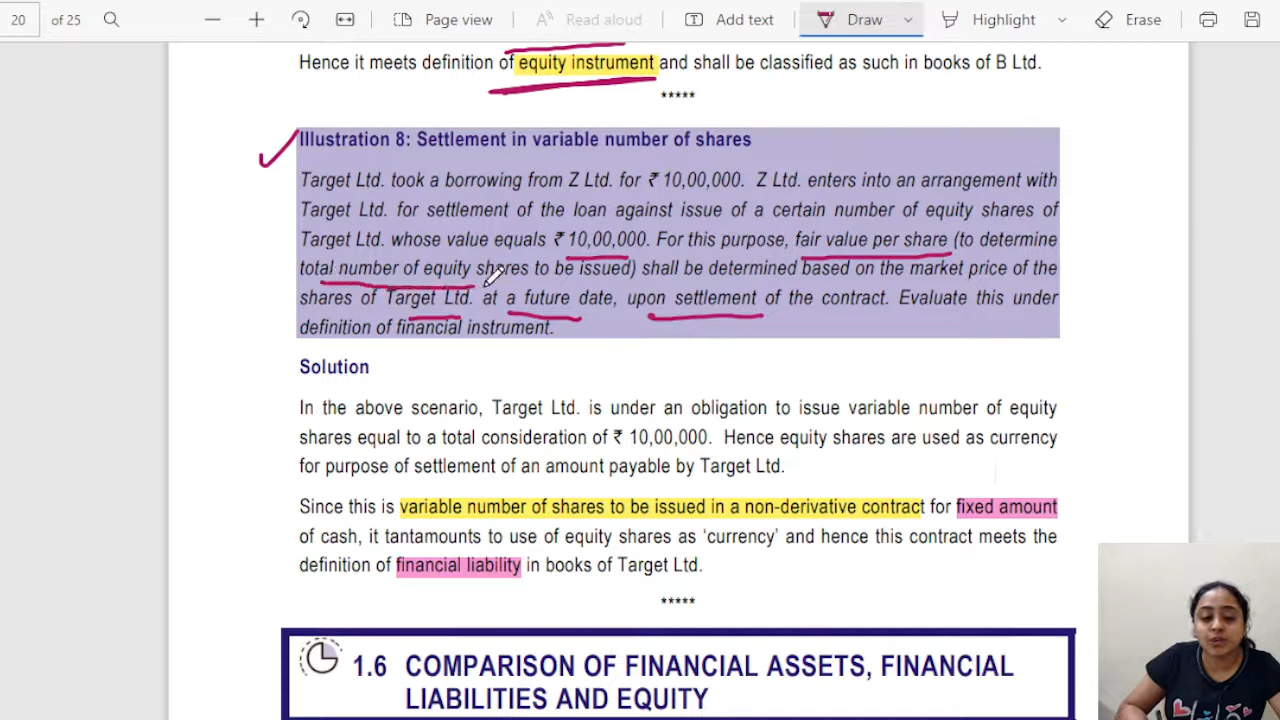 20 of 25 Page view Read aloud Add text Draw Highlight Erase
Hence it meets definition of equity instrument and shall be classified as such in books of B Ltd.
*****
Illustration 8: Settlement in variable number of shares
Target Ltd. took a borrowing from Z Ltd. for ₹ 10,00,000. Z Ltd. enters into an arrangement with
Target Ltd. for settlement of the loan against issue of a certain number of equity shares of
Target Ltd. whose value equals ₹ 10,00,000. For this purpose, fair value per share (to determine
total number of equity shares to be issued) shall be determined based on the market price of the
shares of Target Ltd. at a future date, upon settlement of the contract. Evaluate this under
definition of financial instrument.
Solution
In the above scenario, Target Ltd. is under an obligation to issue variable number of equity
shares equal to a total consideration of ₹ 10,00,000. Hence equity shares are used as currency
for purpose of settlement of an amount payable by Target Ltd.
Since this is variable number of shares to be issued in a non-derivative contract for fixed amount
of cash, it tantamounts to use of equity shares as ‘currency’ and hence this contract meets the
definition of financial liability in books of Target Ltd.
*****
1.6 COMPARISON OF FINANCIAL ASSETS, FINANCIAL
LIABILITIES AND EQUITY